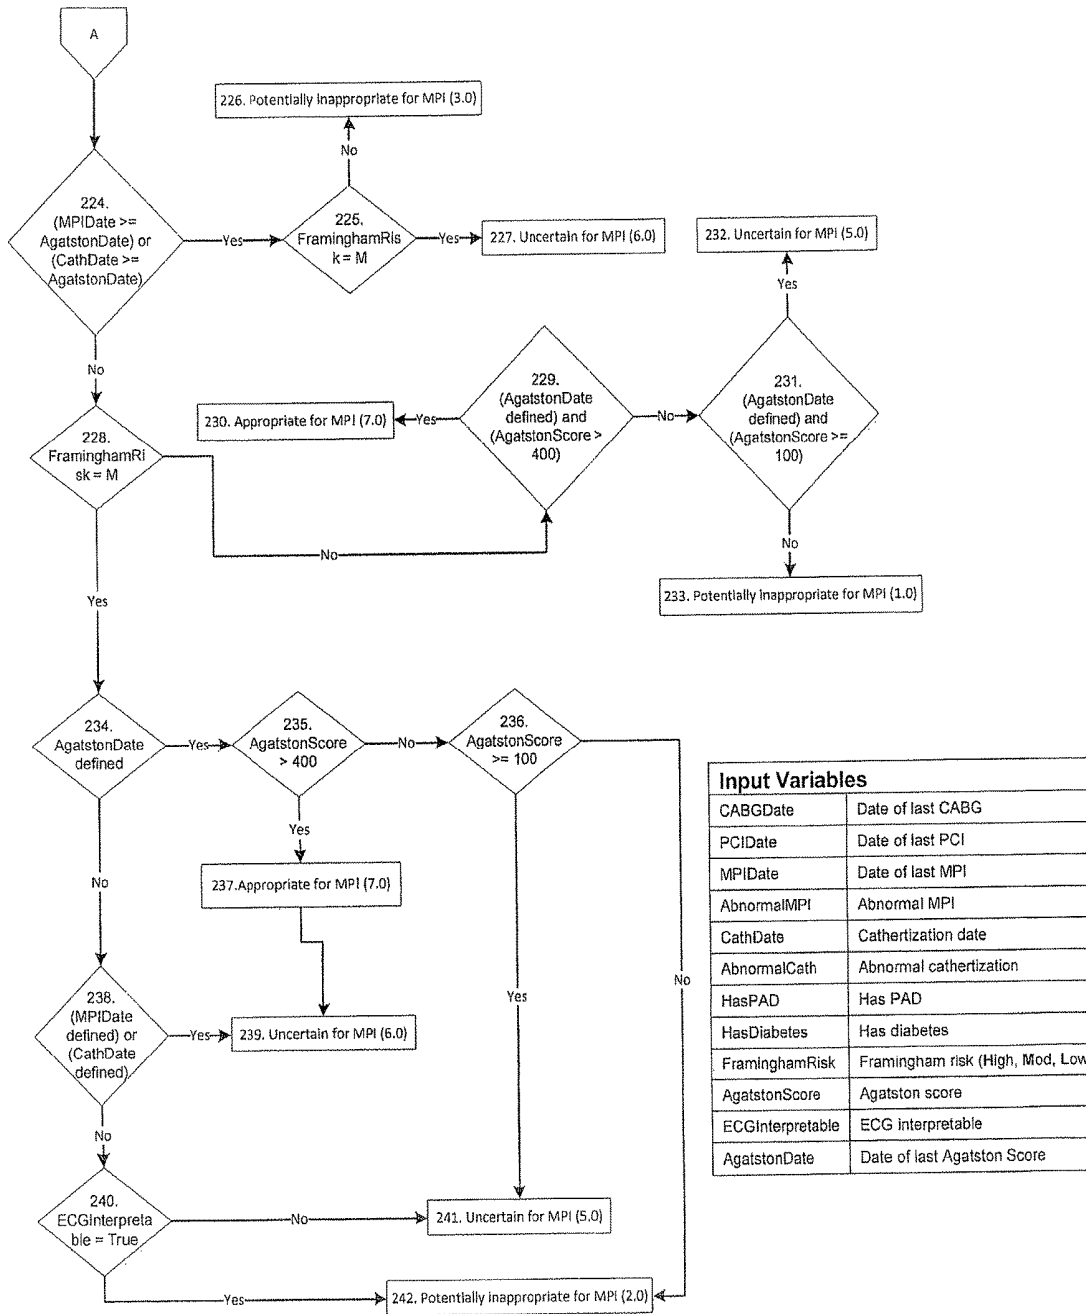 A
226. Potentially Inappropriate for MPI (3.0)
No
224.
(MPIDate >=
AgatstonDate) or
(CathDate >=
AgatstonDate)
Yes
225.
FraminghamRis
k = M
Yes
227. Uncertain for MPI (6.0)
232. Uncertain for MPI (5.0)
Yes
No
228.
FraminghamRi
sk = M
230. Appropriate for MPI (7.0)
Yes
229.
(AgatstonDate
defined) and
(AgatstonScore >
400)
No
231.
(AgatstonDate
defined) and
(AgatstonScore >=
100)
No
No
233. Potentially Inappropriate for MPI (1.0)
Yes
234.
AgatstonDate
defined
Yes
235.
AgatstonScore
> 400
No
236.
AgatstonScore
>= 100
Yes
237.Appropriate for MPI (7.0)
No
238.
(MPIDate
defined) or
(CathDate
defined)
Yes
239. Uncertain for MPI (6.0)
Yes
No
No
240.
ECGInterpreta
ble = True
No
241. Uncertain for MPI (5.0)
Yes
242. Potentially Inappropriate for MPI (2.0)
Input Variables
CABGDate Date of last CABG
PCIDate Date of last PCI
MPIDate Date of last MPI
AbnormalMPI Abnormal MPI
CathDate Cathertization date
AbnormalCath Abnormal cathertization
HasPAD Has PAD
HasDiabetes Has diabetes
FraminghamRisk Framingham risk (High, Mod, Low
AgatstonScore Agatston score
ECGInterpretable ECG interpretable
AgatstonDate Date of last Agatston Score